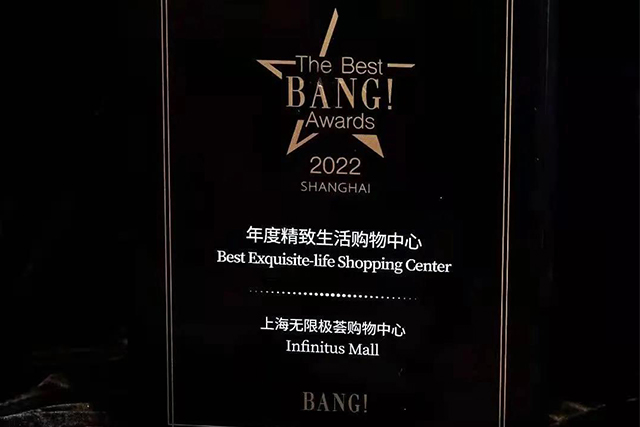 The Best
BANG!
Awards
2022
SHANGHAI
年度精致生活购物中心
Best Exquisite-life Shopping Center
上海无限极荟购物中心
Infinitus Mall
BANG!